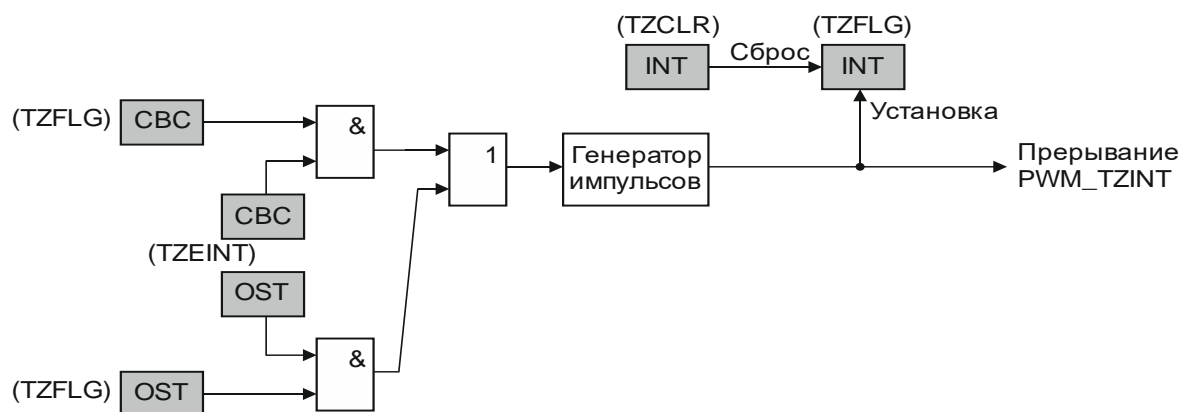 (TZCLR)
(TZFLG)
INT
Сброс
INT
(TZFLG)
CBC
&
Установка
1
Генератор
импульсов
Прерывание
PWM_TZINT
CBC
(TZEINT)
OST
&
(TZFLG)
OST